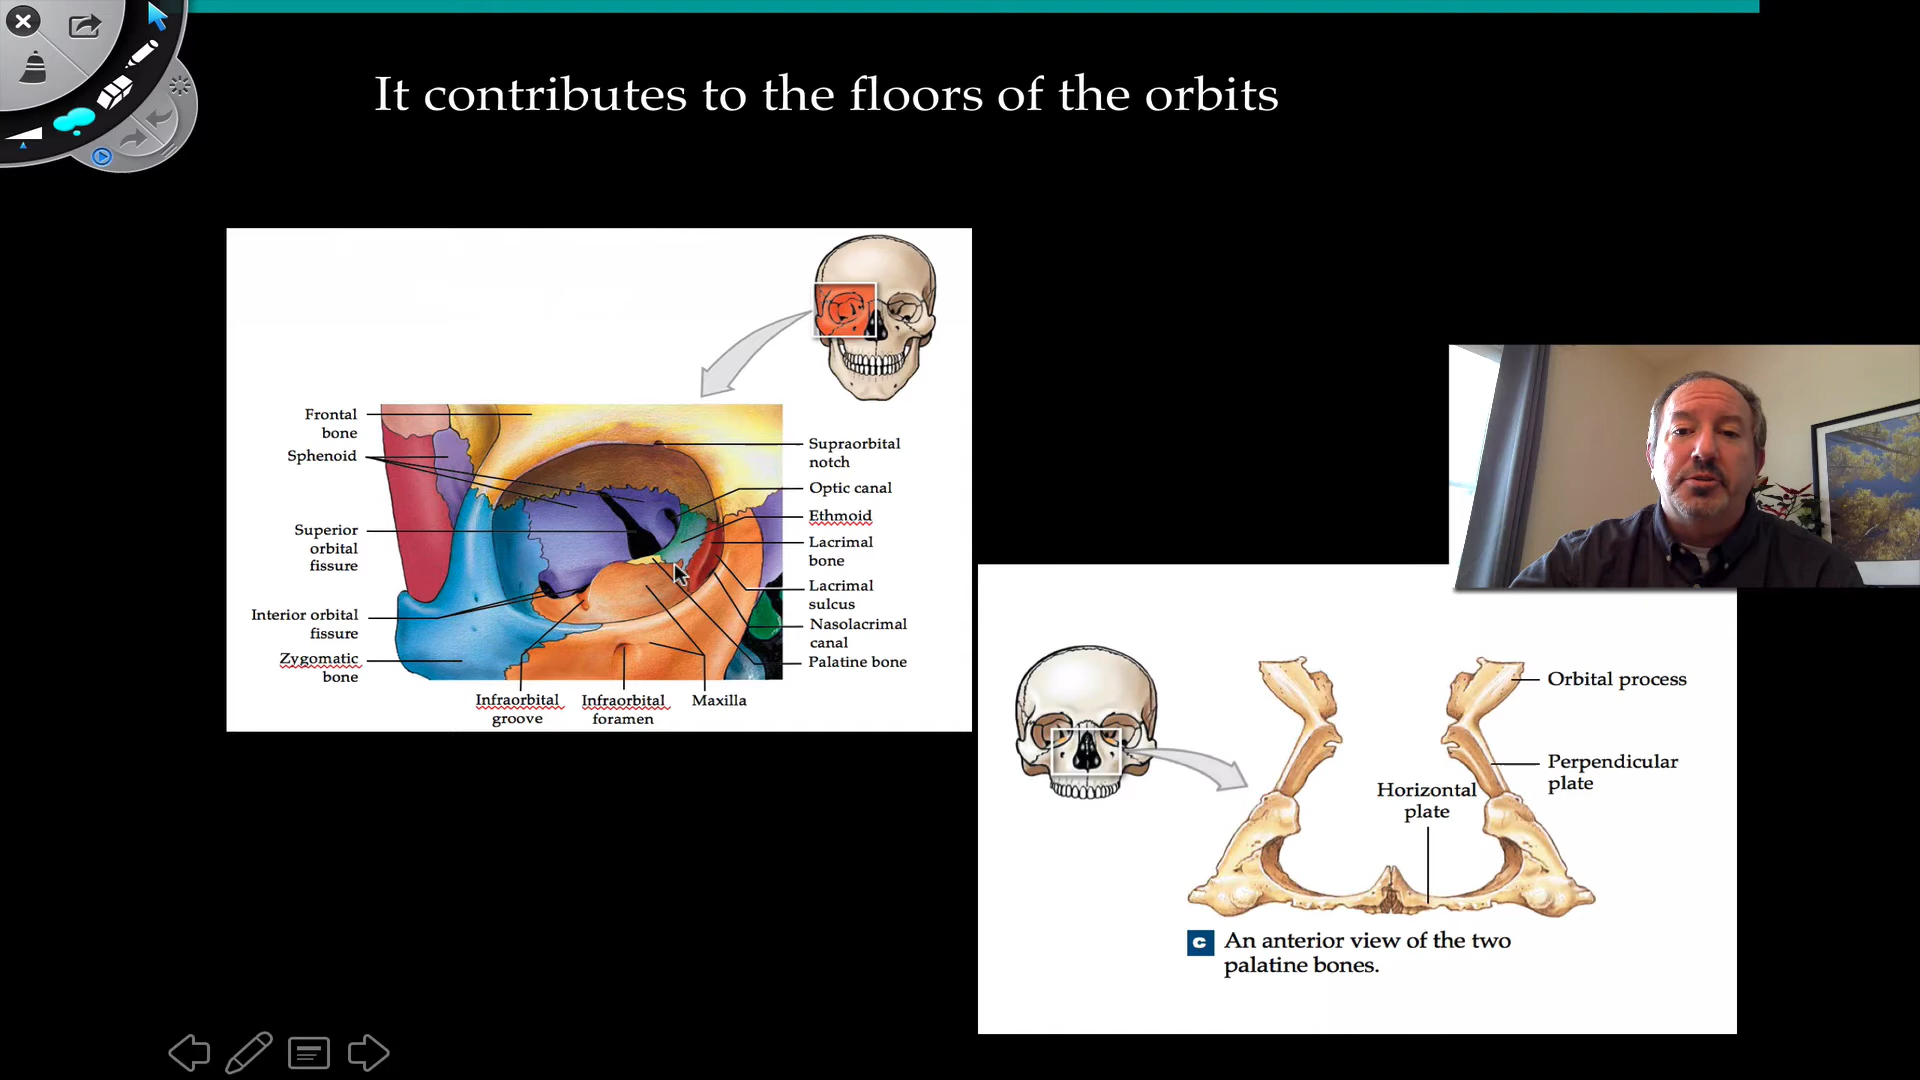 It contributes to the floors of the orbits
Frontal
bone
Sphenoid
Superior
orbital
fissure
Interior orbital
fissure
Zygomatic
bone
Infraorbital
groove
Infraorbital
foramen
Maxilla
Supraorbital
notch
Optic canal
Ethmoid
Lacrimal
bone
Lacrimal
sulcus
Nasolacrimal
canal
Palatine bone
Orbital process
Perpendicular
plate
Horizontal
plate
C An anterior view of the two
palatine bones.